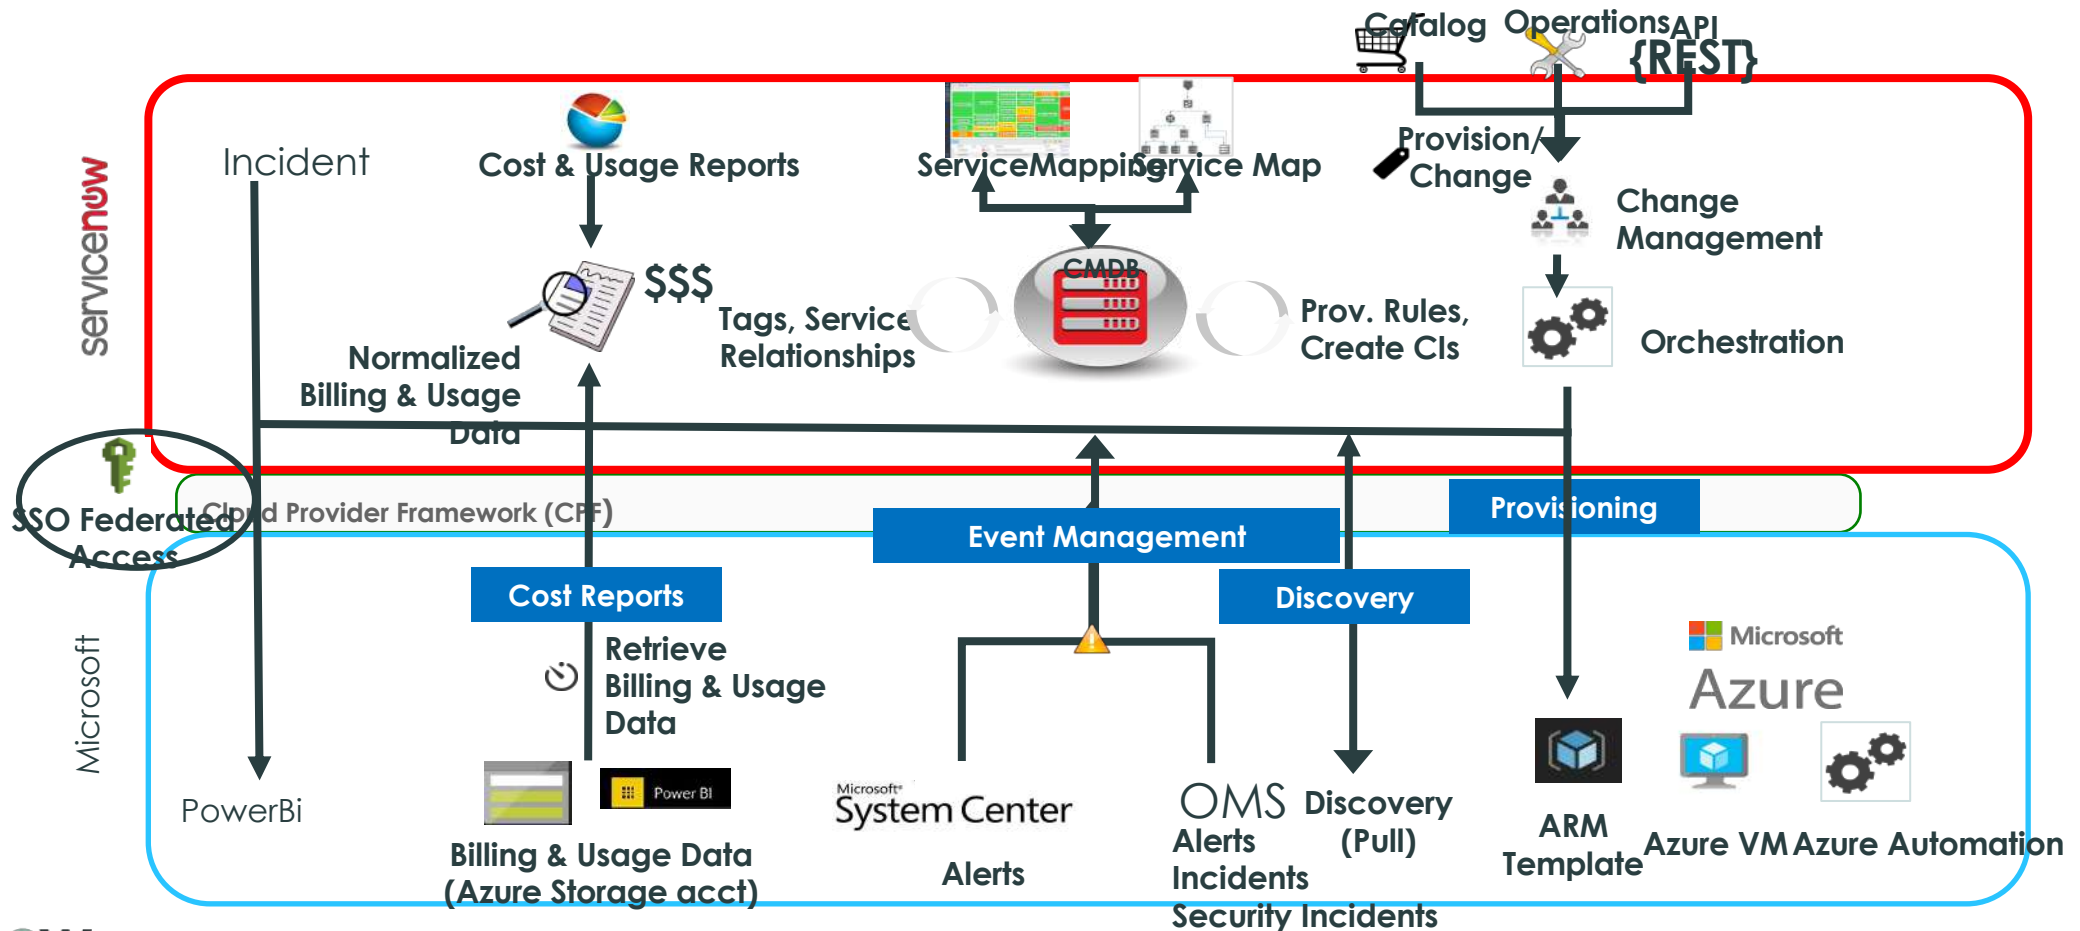 Catalog
Operations
API
{REST}
servicenow
Incident
Cost & Usage Reports
ServiceMapping
Service Map
Provision/
Change
Change
Management
CMDB
$$$
Tags, Service
Relationships
Prov. Rules,
Create CIs
Orchestration
Normalized
Billing & Usage
Data
SSO Federated
Access
Cloud Provider Framework (CPF)
Provisioning
Event Management
Cost Reports
Discovery
Microsoft
Retrieve
Billing & Usage
Data
Microsoft
Azure
PowerBi
Power BI
Microsoft
System Center
OMS
Discovery
(Pull)
Billing & Usage Data
(Azure Storage acct)
Alerts
Alerts
Incidents
Security Incidents
ARM
Template
Azure VM
Azure Automation